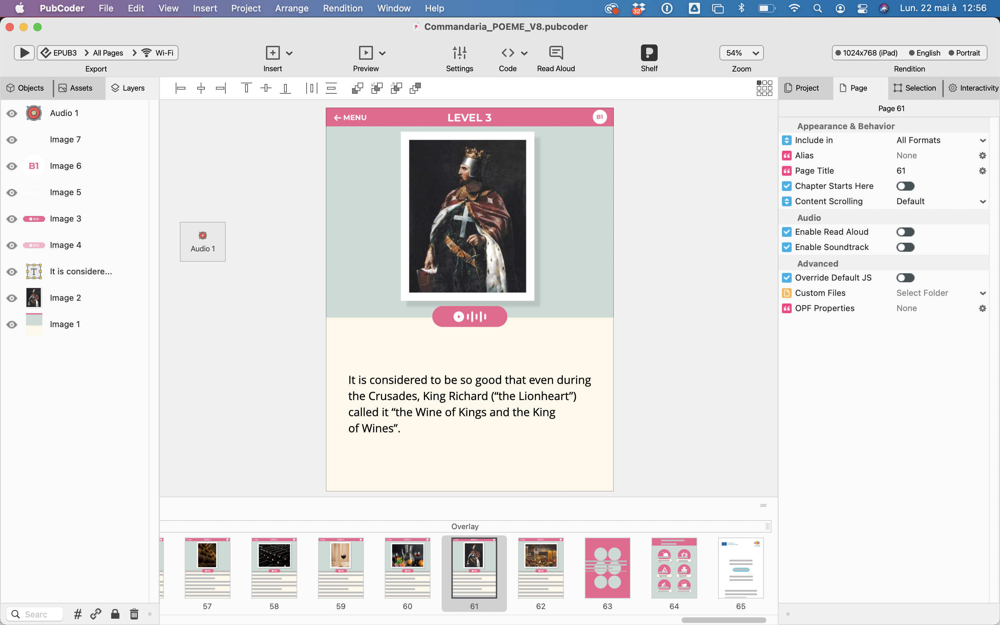 PubCoder File Edit View Insert Project Arrange Rendition Window Help 32 Lun. 22 mai à 12:56
Commandaria_POEME_V8.pubcoder
EPUB3 All Pages Wi-Fi
Export
Insert
Preview
Settings
Code
Read Aloud
Shelf
54%
Zoom
1024x768 (iPad) English Portrait
Rendition
Objects Assets Layers
Project Page Selection Interactivity
Audio 1
Image 7
B1 Image 6
Image 5
Image 3
Image 4
T It is considere...
Image 2
Image 1
Searc
Audio 1
← MENU LEVEL 3 B1
It is considered to be so good that even during
the Crusades, King Richard (“the Lionheart”)
called it “the Wine of Kings and the King
of Wines”.
Overlay
57 58 59 60 61 62 63 64 65
Page 61
Appearance & Behavior
Include in All Formats
Alias None
Page Title 61
Chapter Starts Here
Content Scrolling Default
Audio
Enable Read Aloud
Enable Soundtrack
Advanced
Override Default JS
Custom Files Select Folder
OPF Properties None